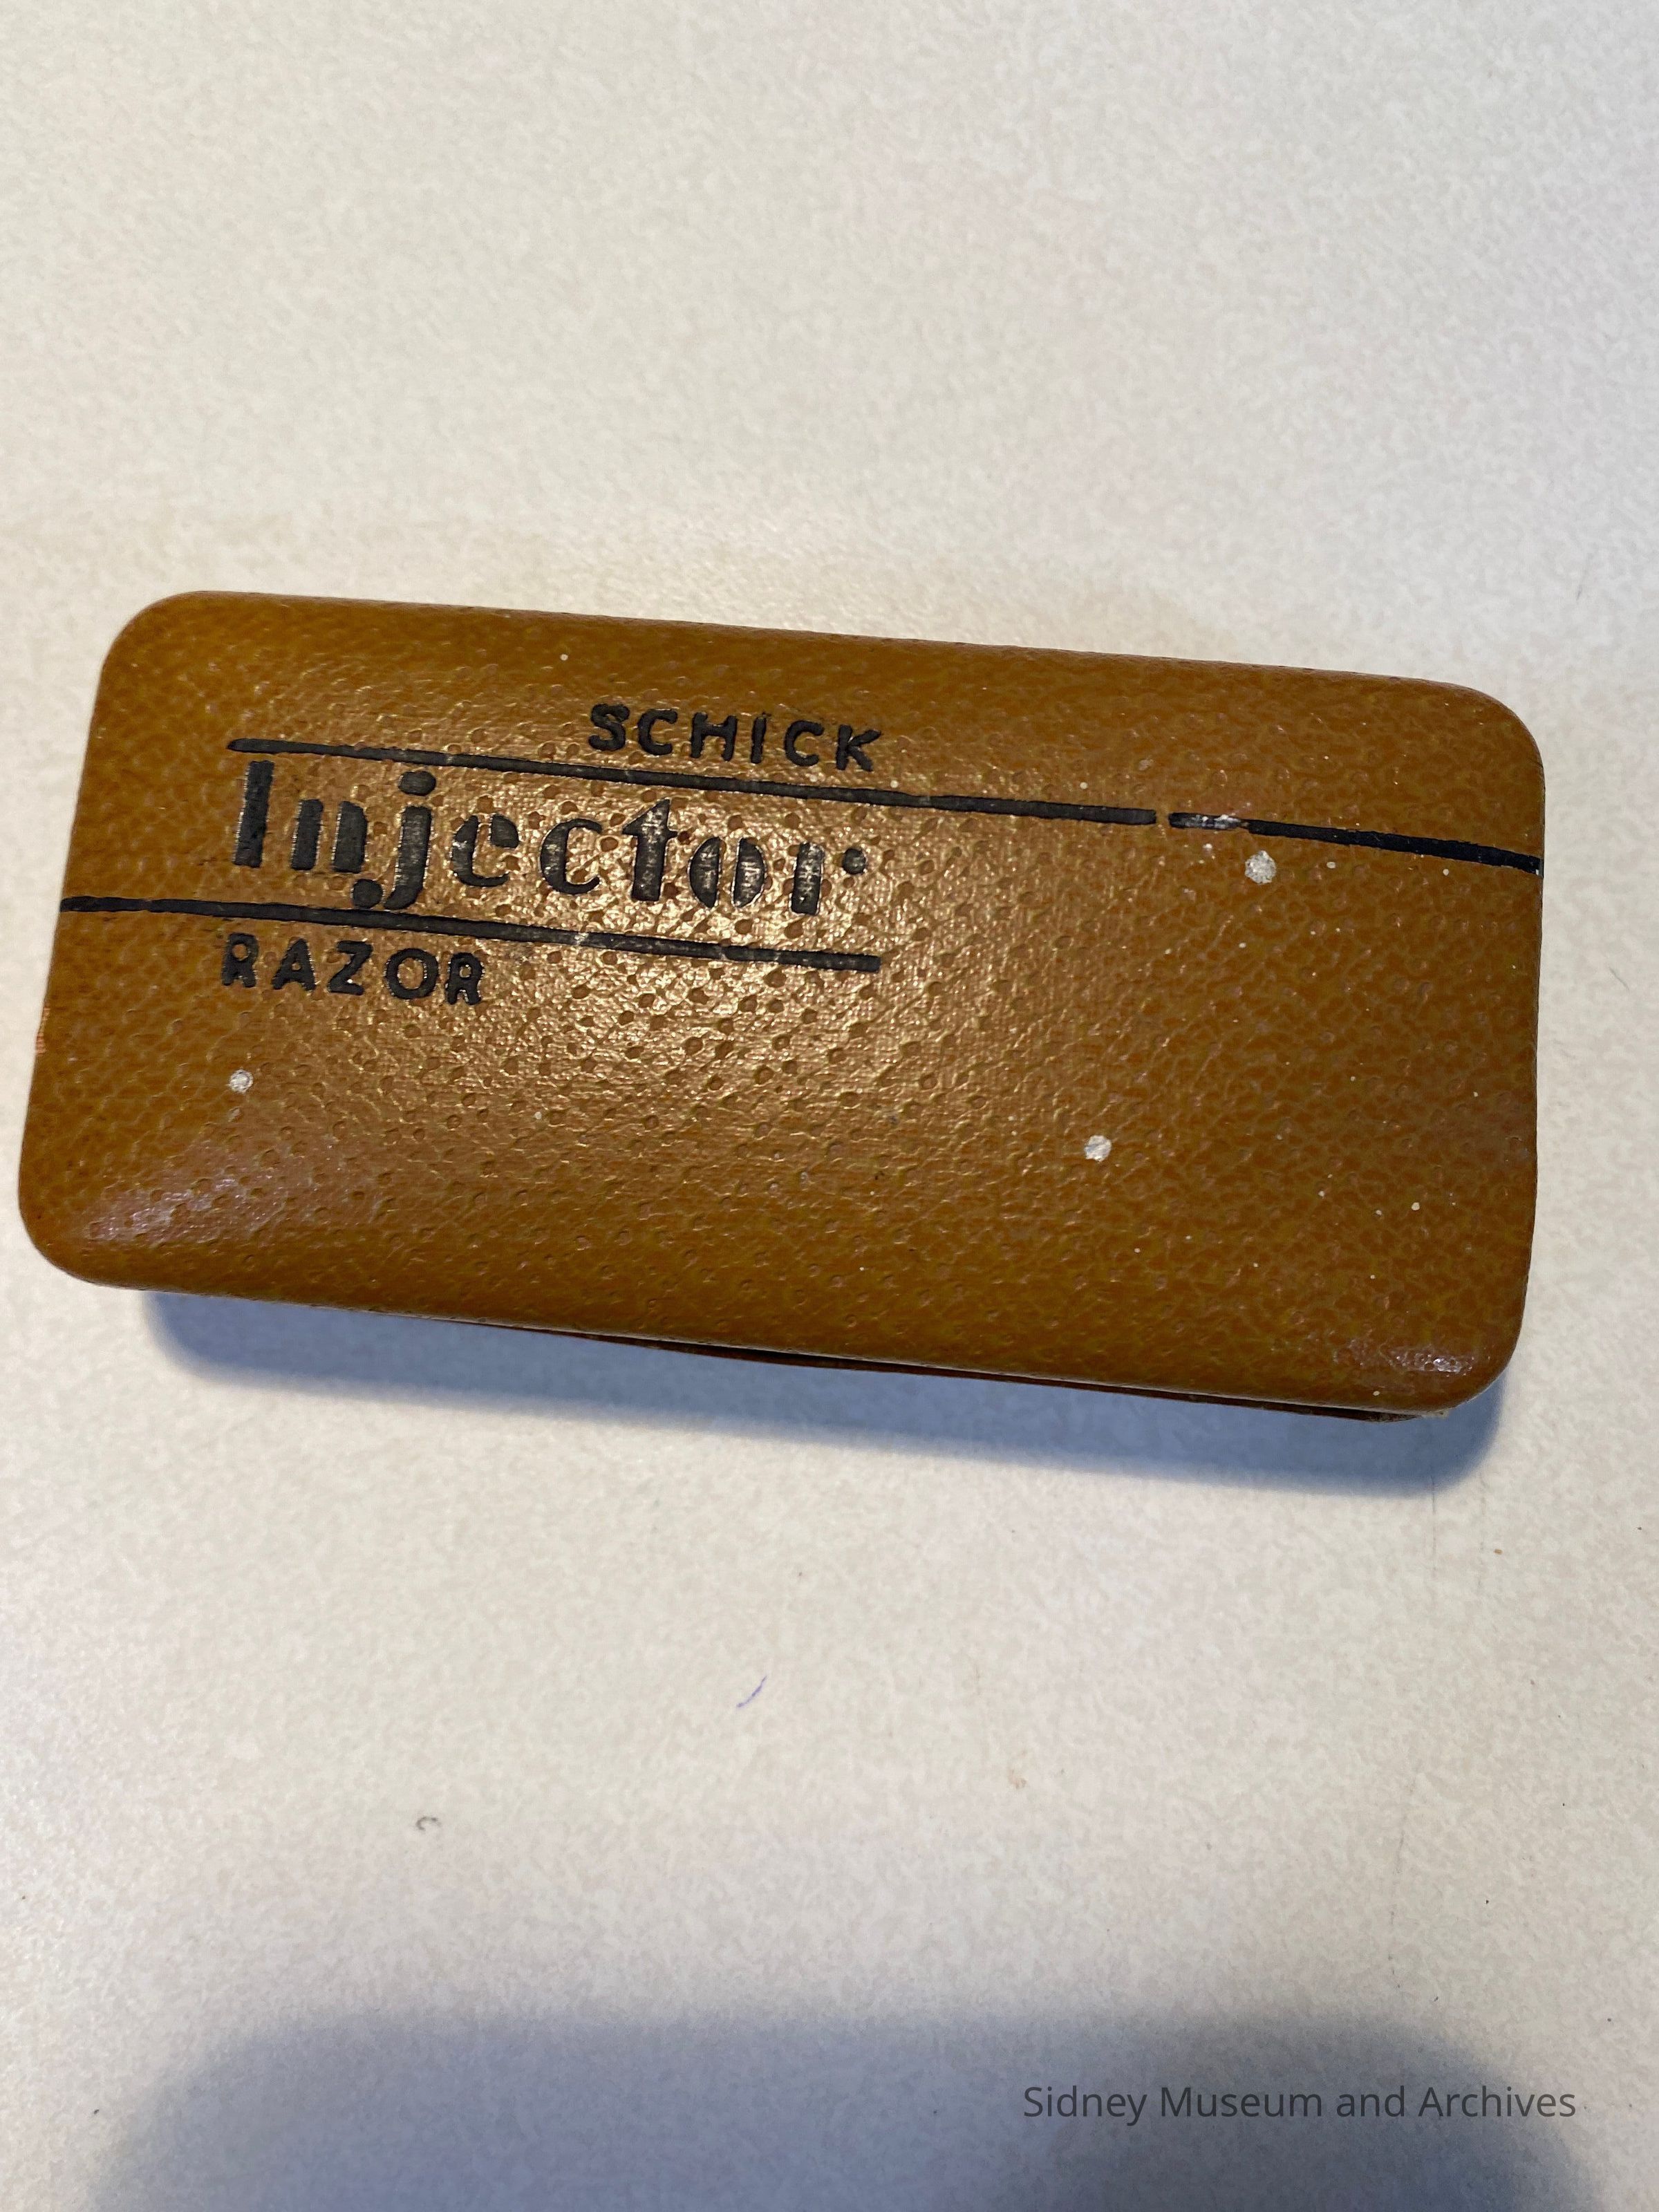 SCHICK
Injector
RAZOR
Sidney Museum and Archives